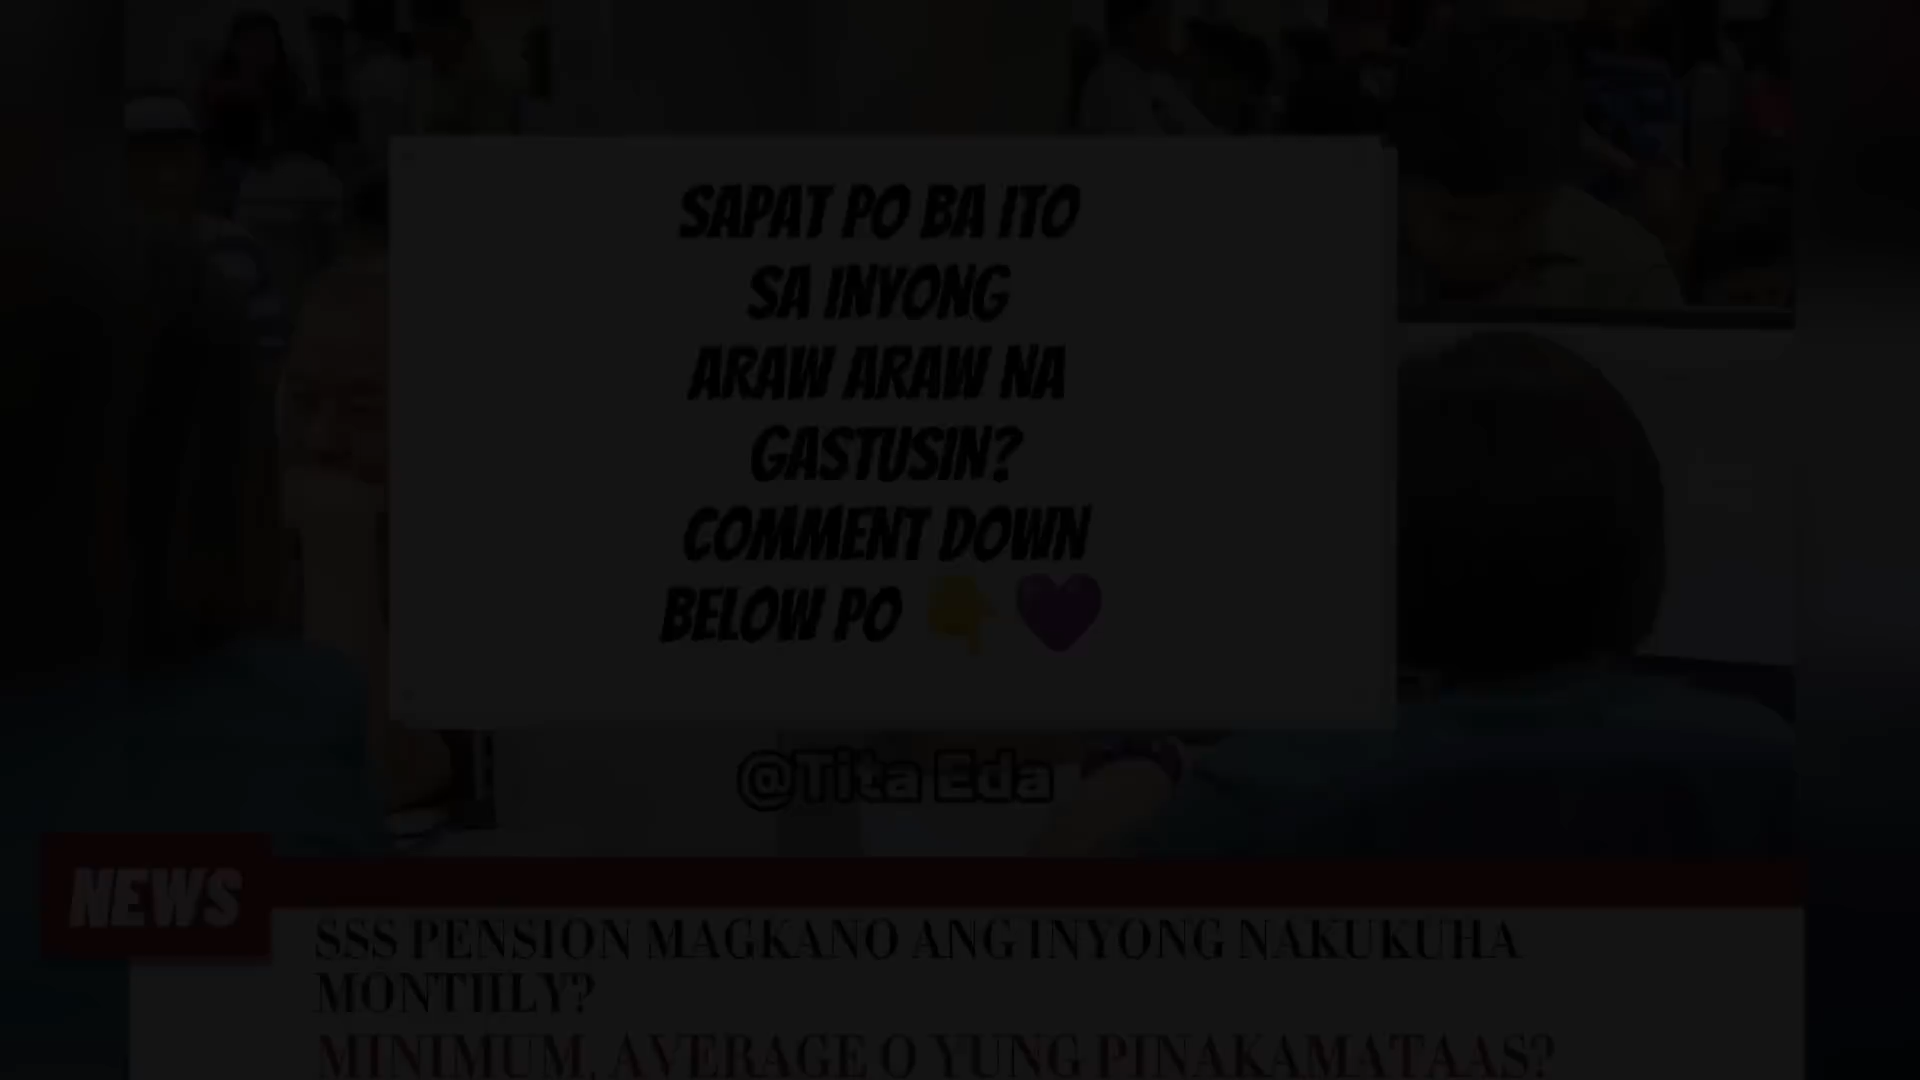 SAPAT PO BA ITO
SA INYONG
ARAW ARAW NA
GASTUSIN?
COMMENT DOWN
BELOW PO 👇 💜
@Tita Eda
NEWS
SSS PENSION MAGKANO ANG INYONG NAKUKUHA
MONTHLY?
MINIMUM, AVERAGE O YUNG PINAKAMATAAS?